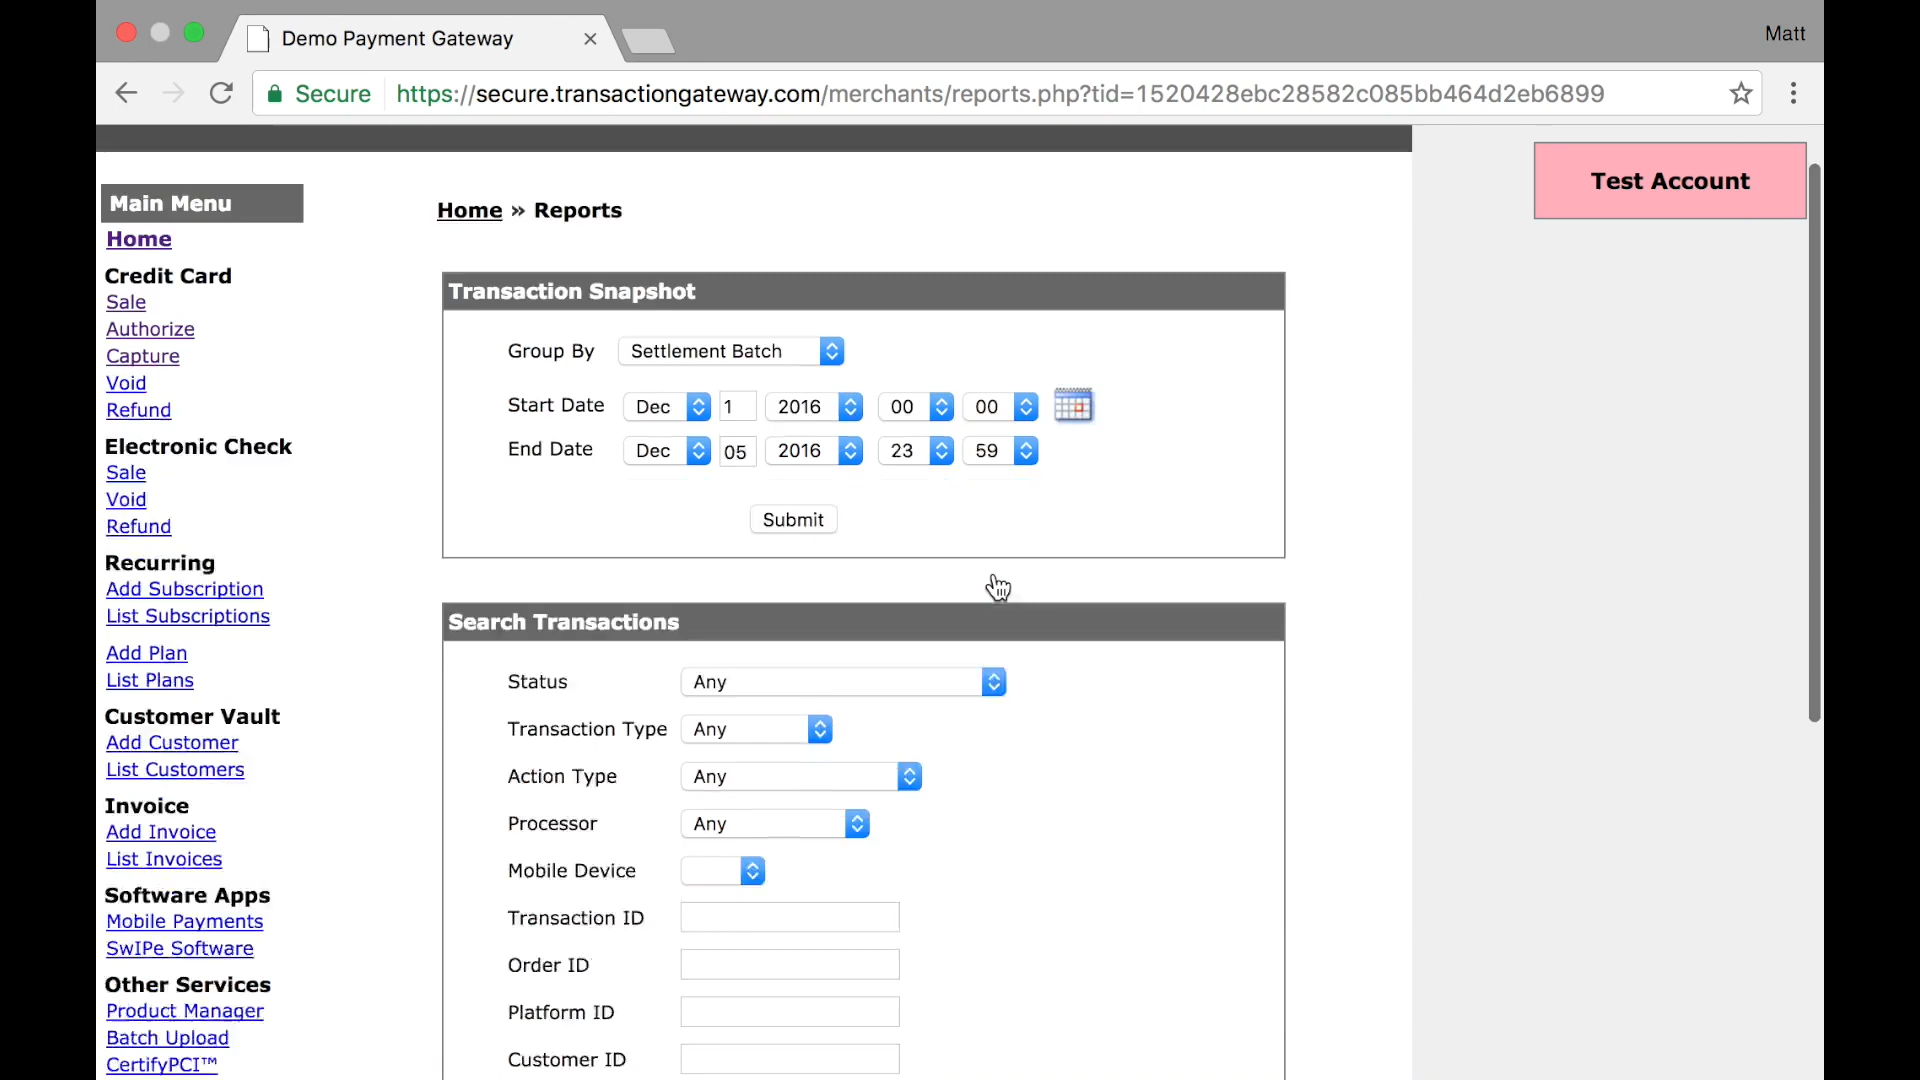 Demo Payment Gateway
Matt
Secure https://secure.transactiongateway.com/merchants/reports.php?tid=1520428ebc28582c085bb464d2eb6899
Test Account
Main Menu
Home
Credit Card
Sale
Authorize
Capture
Void
Refund
Electronic Check
Sale
Void
Refund
Recurring
Add Subscription
List Subscriptions
Add Plan
List Plans
Customer Vault
Add Customer
List Customers
Invoice
Add Invoice
List Invoices
Software Apps
Mobile Payments
SwIPe Software
Other Services
Product Manager
Batch Upload
CertifyPCI™
Home » Reports
Transaction Snapshot
Group By Settlement Batch
Start Date Dec 1 2016 00 00
End Date Dec 05 2016 23 59
Submit
Search Transactions
Status Any
Transaction Type Any
Action Type Any
Processor Any
Mobile Device
Transaction ID
Order ID
Platform ID
Customer ID